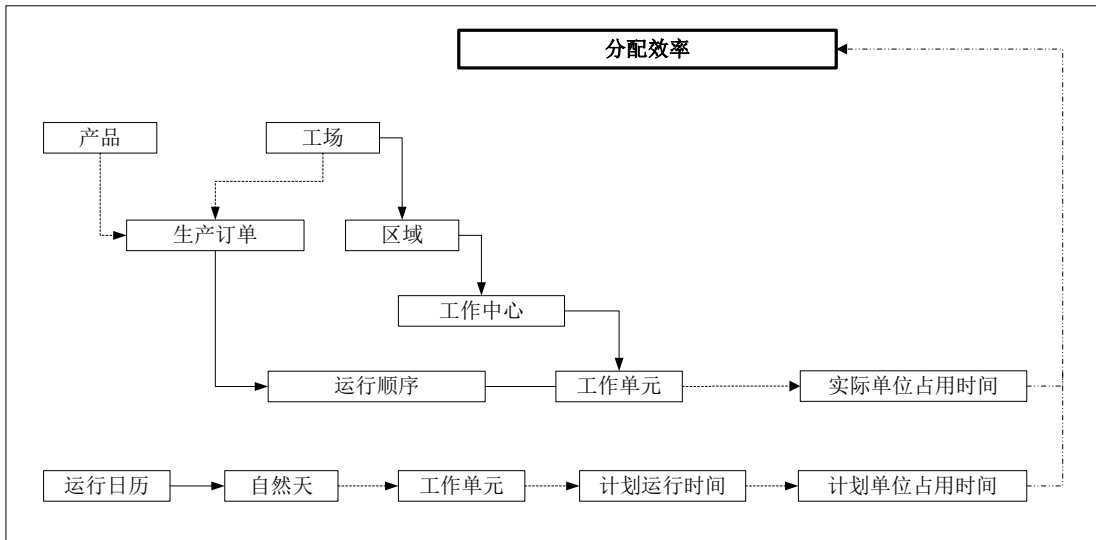 分配效率
产品
工场
生产订单
区域
工作中心
运行顺序
工作单元
实际单位占用时间
运行日历
自然天
工作单元
计划运行时间
计划单位占用时间